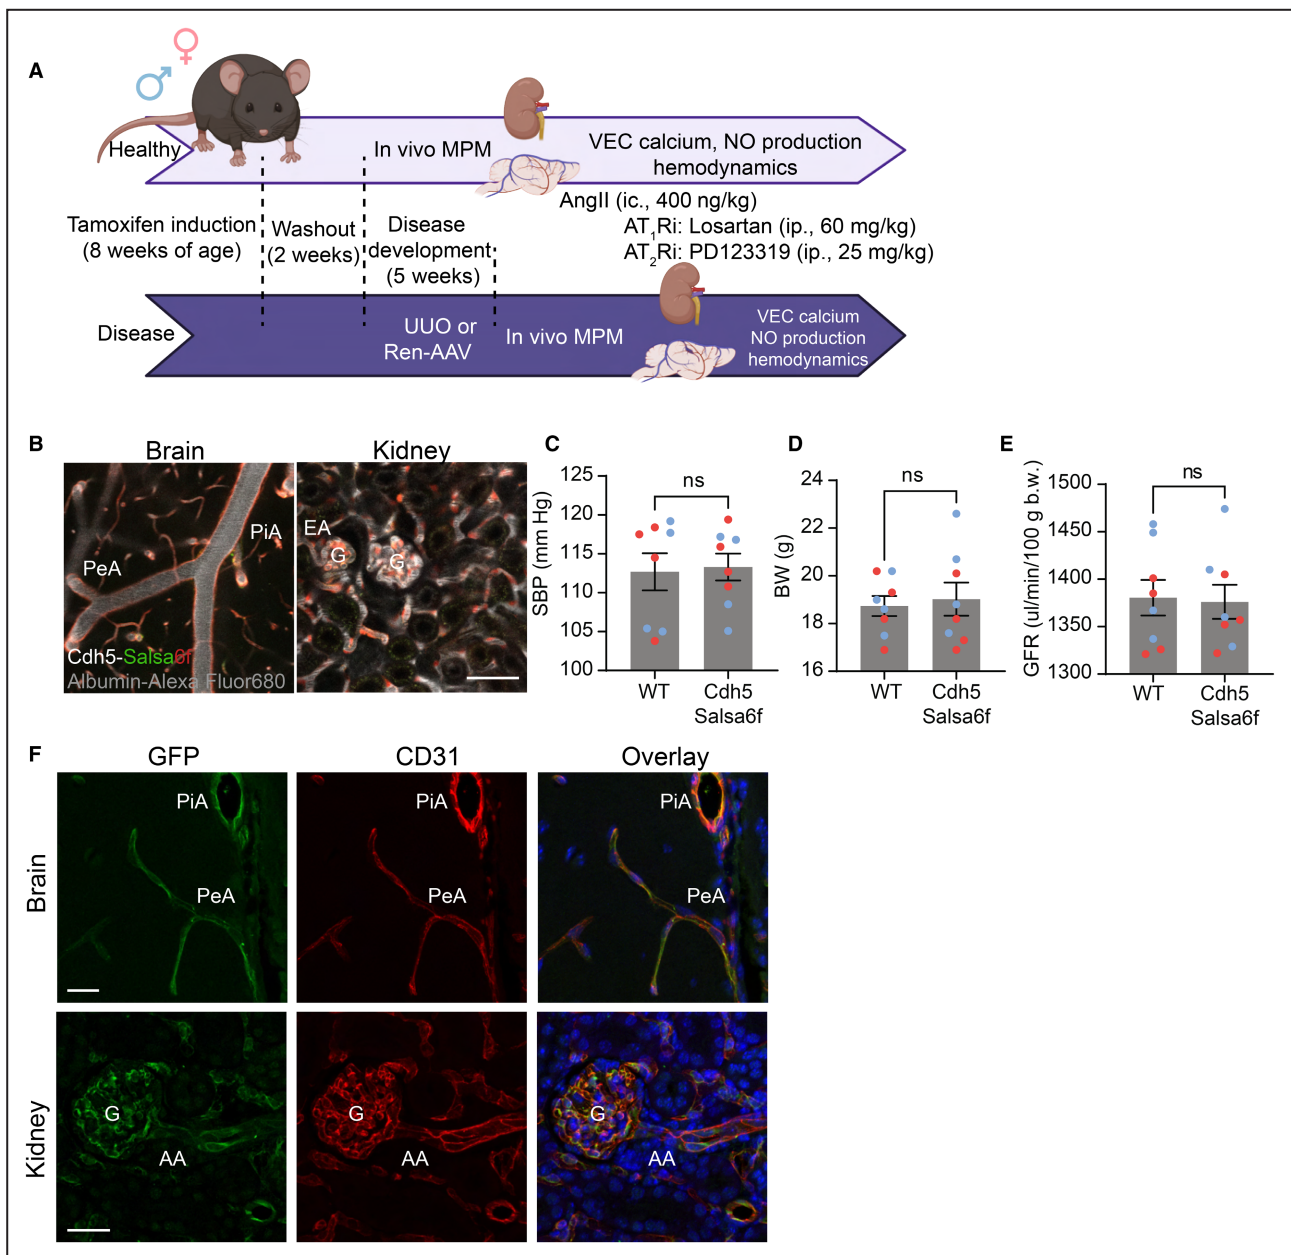 A
Healthy
In vivo MPM
VEC calcium, NO production
hemodynamics
AngII (ic., 400 ng/kg)
AT1Ri: Losartan (ip., 60 mg/kg)
AT2Ri: PD123319 (ip., 25 mg/kg)
Tamoxifen induction
(8 weeks of age)
Washout
(2 weeks)
Disease
development
(5 weeks)
Disease
UUO or
Ren-AAV
In vivo MPM
VEC calcium
NO production
hemodynamics
B
Brain
Kidney
PiA
PeA
EA
G
G
Cdh5-Salsa6f
Albumin-Alexa Fluor680
C
SBP (mm Hg)
125
120
115
110
105
100
ns
WT
Cdh5
Salsa6f
D
BW (g)
24
22
20
18
16
ns
WT
Cdh5
Salsa6f
E
GFR (ul/min/100 g b.w.)
1500
1450
1400
1350
1300
ns
WT
Cdh5
Salsa6f
F
GFP
CD31
Overlay
Brain
PiA
PeA
PiA
PeA
PiA
PeA
Kidney
G
AA
G
AA
G
AA